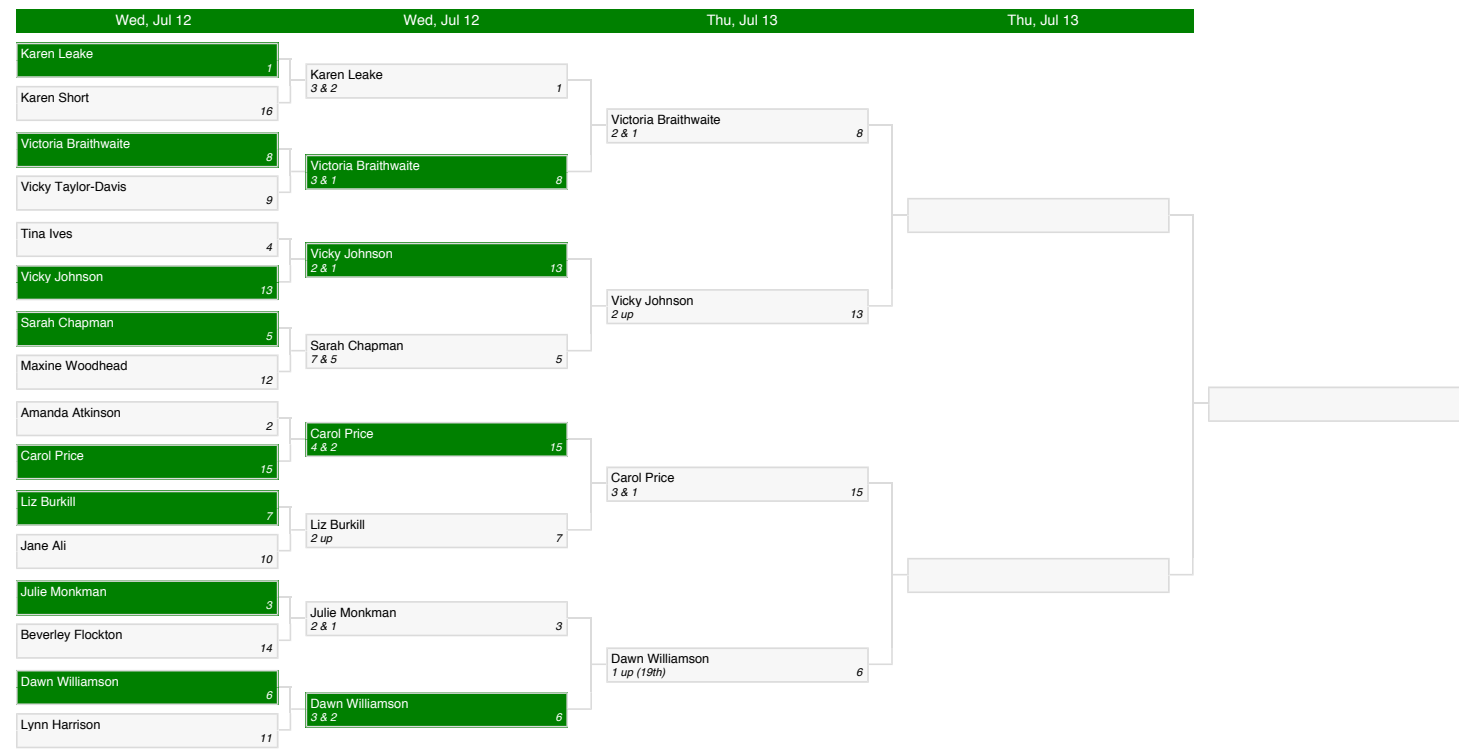 Wed, Jul 12
Wed, Jul 12
Thu, Jul 13
Thu, Jul 13
Karen Leake
1
Karen Short
16
Victoria Braithwaite
8
Vicky Taylor-Davis
9
Tina Ives
4
Vicky Johnson
13
Sarah Chapman
5
Maxine Woodhead
12
Amanda Atkinson
2
Carol Price
15
Liz Burkill
7
Jane Ali
10
Julie Monkman
3
Beverley Flockton
14
Dawn Williamson
6
Lynn Harrison
11
Karen Leake
3 & 2 1
Victoria Braithwaite
3 & 1 8
Vicky Johnson
2 & 1 13
Sarah Chapman
7 & 5 5
Carol Price
4 & 2 15
Liz Burkill
2 up 7
Julie Monkman
2 & 1 3
Dawn Williamson
3 & 2 6
Victoria Braithwaite
2 & 1 8
Vicky Johnson
2 up 13
Carol Price
3 & 1 15
Dawn Williamson
1 up (19th) 6